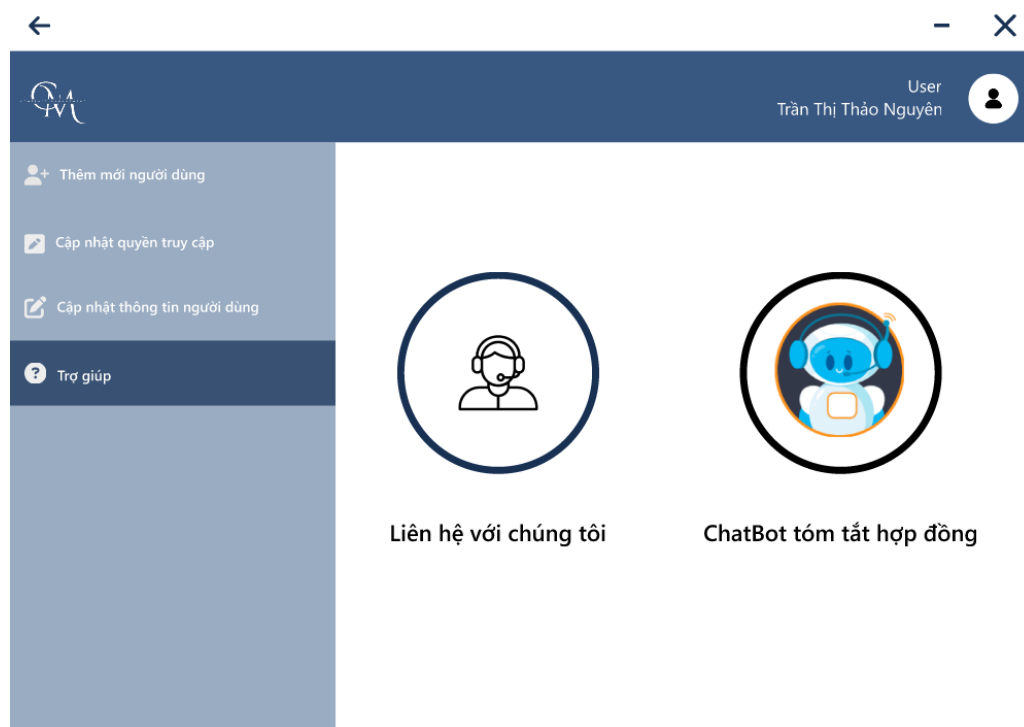 User
Trần Thị Thảo Nguyên
Thêm mới người dùng
Cập nhật quyền truy cập
Cập nhật thông tin người dùng
Trợ giúp
Liên hệ với chúng tôi
ChatBot tóm tắt hợp đồng